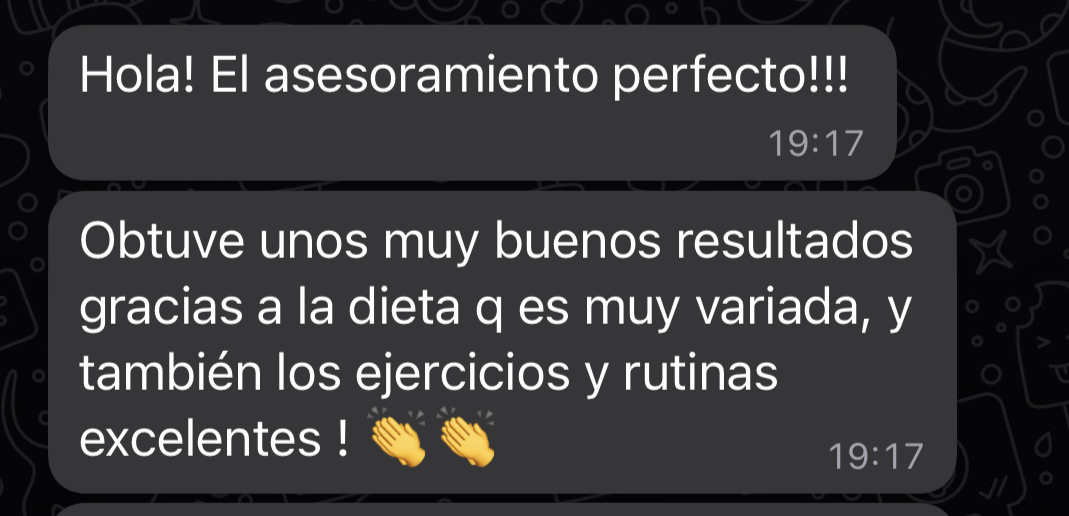 Hola! El asesoramiento perfecto!!!
19:17
Obtuve unos muy buenos resultados
gracias a la dieta q es muy variada, y
también los ejercicios y rutinas
excelentes ! 👏👏
19:17